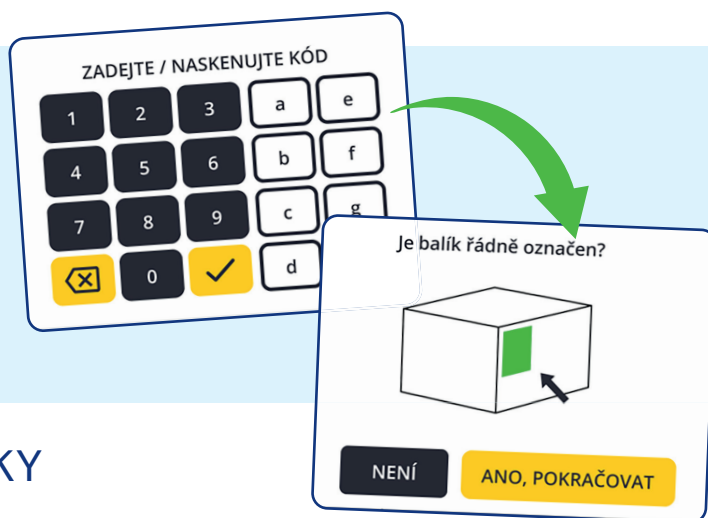 ZADEJTE / NASKENUJTE KÓD
1 2 3 a e
4 5 6 b f
7 8 9 c g
0 d
Je balík řádně označen?
NENÍ
ANO, POKRAČOVAT
KY